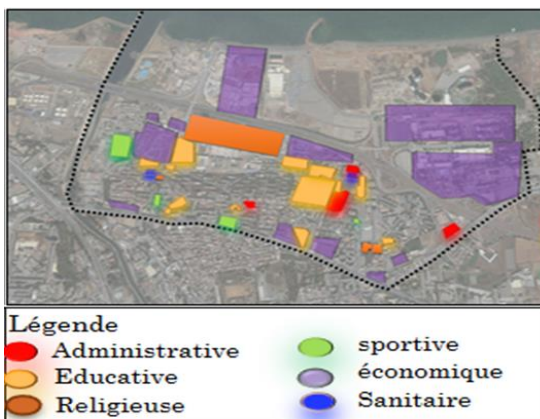 Légende
Administrative
Educative
Religieuse
sportive
économique
Sanitaire